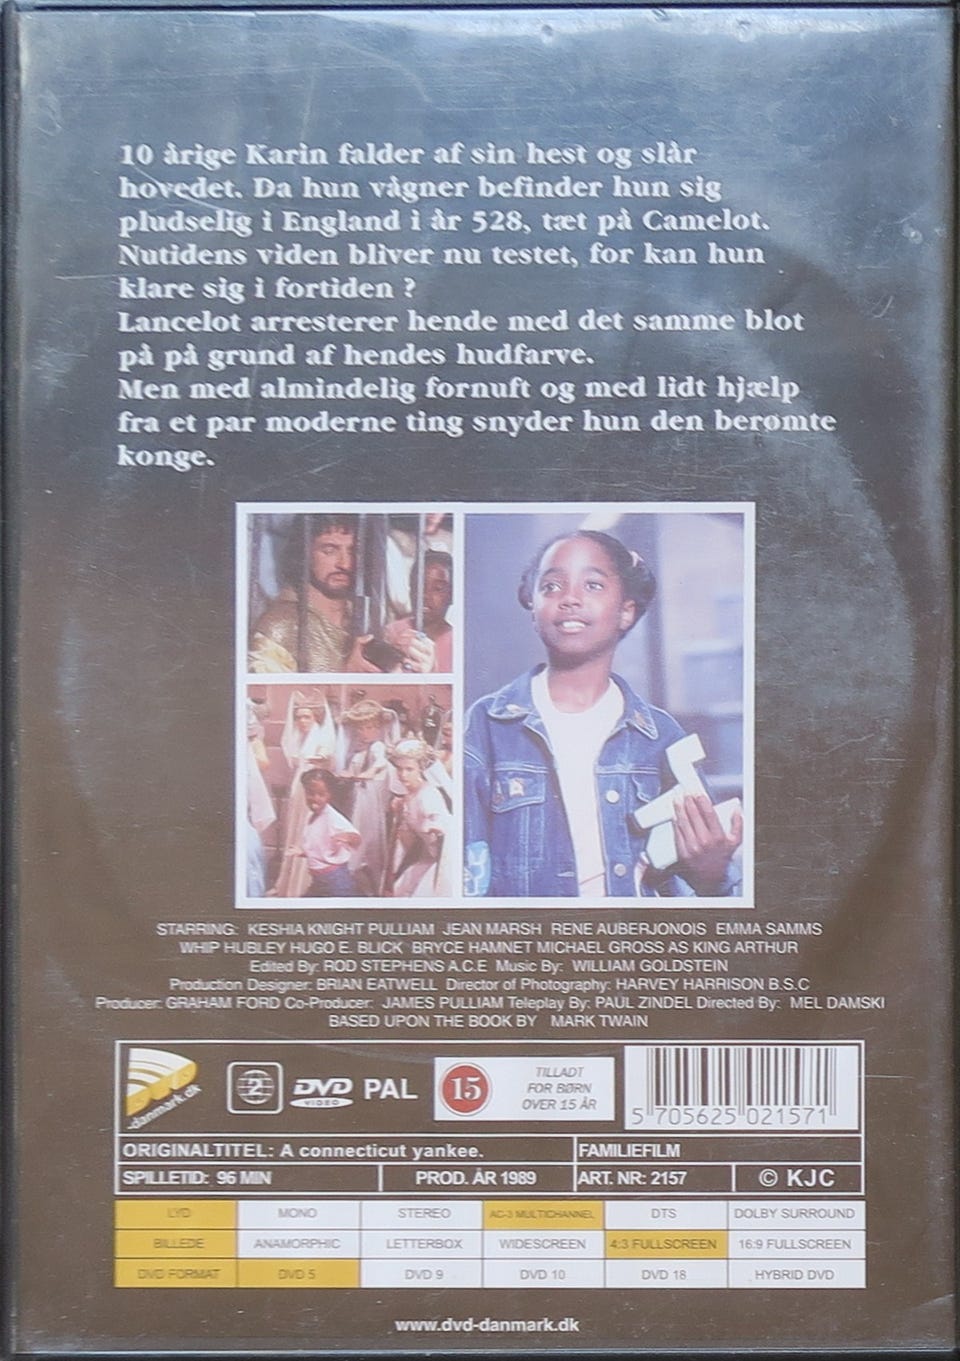 10 årige Karin falder af sin hest og slår
hovedet. Da hun vågner befinder hun sig
pludselig i England i år 528, tæt på Camelot.
Nutidens viden bliver nu testet, for kan hun
klare sig i fortiden ?
Lancelot arresterer hende med det samme blot
på på grund af hendes hudfarve.
Men med almindelig fornuft og med lidt hjælp
fra et par moderne ting snyder hun den berømte
konge.
STARRING: KESHIA KNIGHT PULLIAM JEAN MARSH RENE AUBERJONOIS EMMA SAMMS
WHIP HUBLEY HUGO E. BLICK BRYCE HAMNET MICHAEL GROSS AS KING ARTHUR
Edited By: ROD STEPHENS A.C.E Music By: WILLIAM GOLDSTEIN
Production Designer: BRIAN EATWELL Director of Photography: HARVEY HARRISON B.S.C
Producer: GRAHAM FORD Co-Producer: JAMES PULLIAM Teleplay By: PAUL ZINDEL Directed By: MEL DAMSKI
BASED UPON THE BOOK BY MARK TWAIN
DVD
-danmark.dk
2
DVD
VIDEO
PAL
15
TILLADT
FOR BØRN
OVER 15 ÅR
5 705625 021571
ORIGINALTITEL: A connecticut yankee. FAMILIEFILM
SPILLETID: 96 MIN PROD. ÅR 1989 ART. NR: 2157 © KJC
LYD MONO STEREO AC-3 MULTICHANNEL DTS DOLBY SURROUND
BILLEDE ANAMORPHIC LETTERBOX WIDESCREEN 4:3 FULLSCREEN 16:9 FULLSCREEN
DVD FORMAT DVD 5 DVD 9 DVD 10 DVD 18 HYBRID DVD
www.dvd-danmark.dk